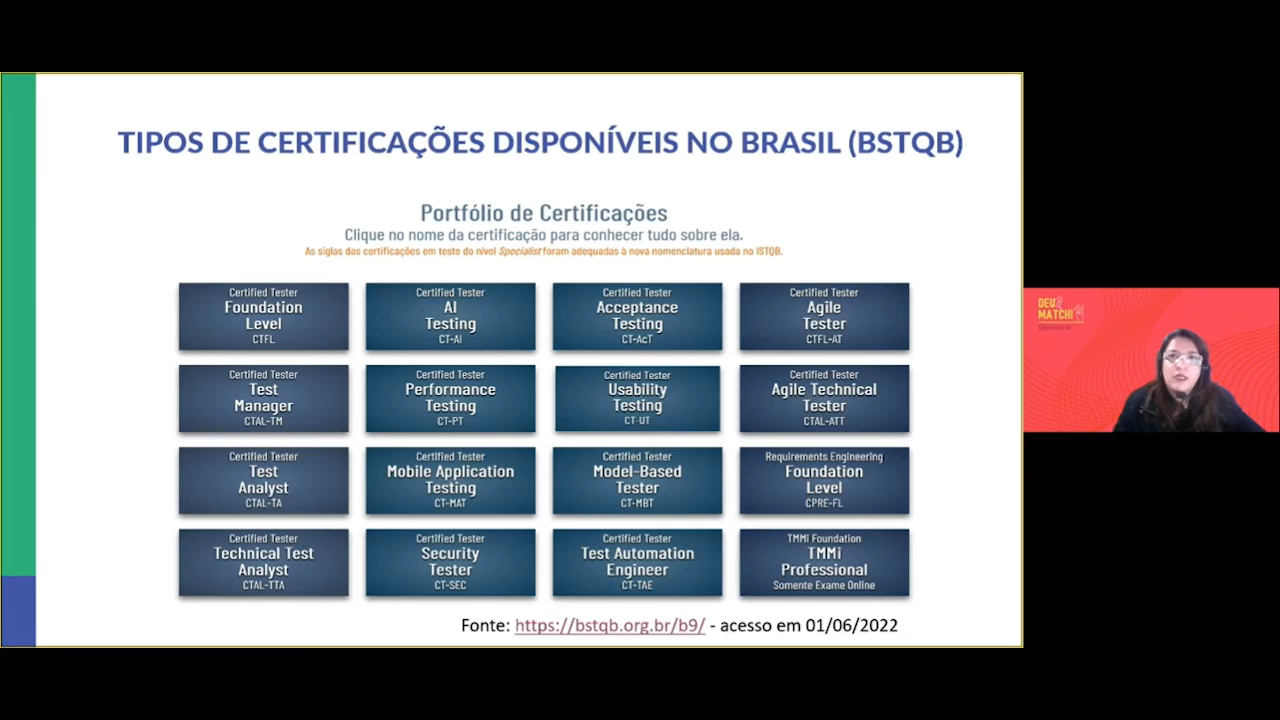 TIPOS DE CERTIFICAÇÕES DISPONÍVEIS NO BRASIL (BSTQB)
Portfólio de Certificações
Clique no nome da certificação para conhecer tudo sobre ela.
As siglas das certificações em teste do nível Specialist foram adequadas à nova nomenclatura usada no ISTQB.
Certified Tester
Foundation
Level
CTFL
Certified Tester
AI
Testing
CT-AI
Certified Tester
Acceptance
Testing
CT-AcT
Certified Tester
Agile
Tester
CTFL-AT
Certified Tester
Test
Manager
CTAL-TM
Certified Tester
Performance
Testing
CT-PT
Certified Tester
Usability
Testing
CT-UT
Certified Tester
Agile Technical
Tester
CTAL-ATT
Certified Tester
Test
Analyst
CTAL-TA
Certified Tester
Mobile Application
Testing
CT-MAT
Certified Tester
Model-Based
Tester
CT-MBT
Requirements Engineering
Foundation
Level
CPRE-FL
Certified Tester
Technical Test
Analyst
CTAL-TTA
Certified Tester
Security
Tester
CT-SEC
Certified Tester
Test Automation
Engineer
CT-TAE
TMMi Foundation
TMMi
Professional
Somente Exame Online
Fonte: https://bstqb.org.br/b9/ - acesso em 01/06/2022
DEU
MATCH!